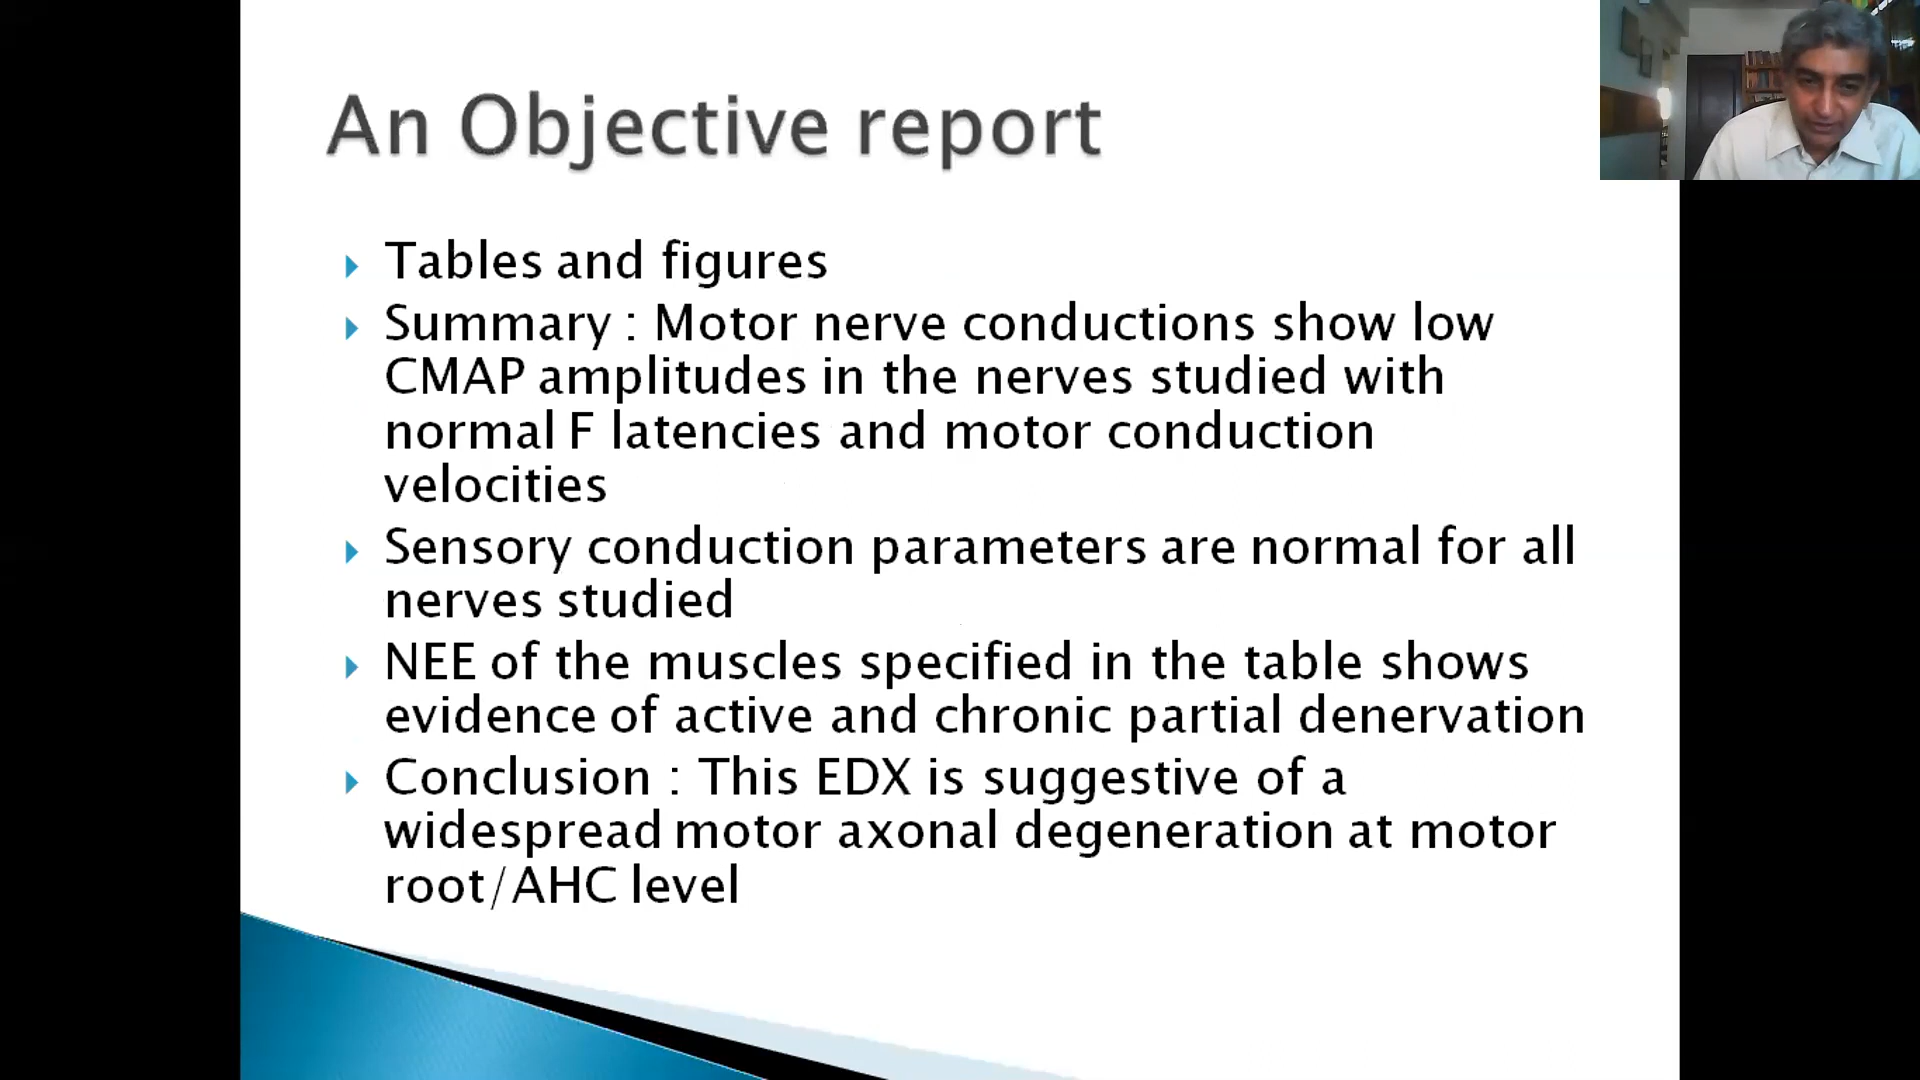 An Objective report
Tables and figures
Summary : Motor nerve conductions show low
CMAP amplitudes in the nerves studied with
normal F latencies and motor conduction
velocities
Sensory conduction parameters are normal for all
nerves studied
NEE of the muscles specified in the table shows
evidence of active and chronic partial denervation
Conclusion : This EDX is suggestive of a
widespread motor axonal degeneration at motor
root/AHC level